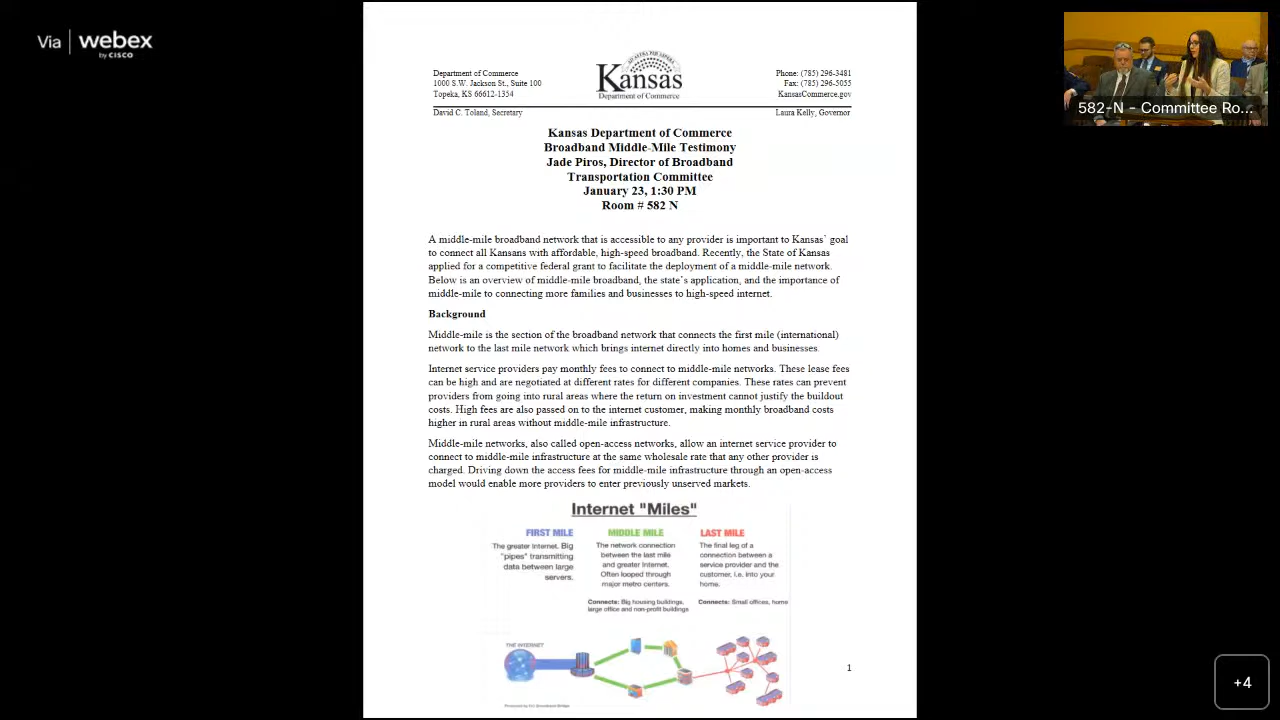 Via webex
by CISCO
Department of Commerce
1000 S.W. Jackson St., Suite 100
Topeka, KS 66612-1354
Kansas
Department of Commerce
Phone: (785) 296-3481
Fax: (785) 296-5055
KansasCommerce.gov
David C. Toland, Secretary
Laura Kelly, Governor
582-N - Committee Ro...
Kansas Department of Commerce
Broadband Middle-Mile Testimony
Jade Piros, Director of Broadband
Transportation Committee
January 23, 1:30 PM
Room # 582 N
A middle-mile broadband network that is accessible to any provider is important to Kansas' goal
to connect all Kansans with affordable, high-speed broadband. Recently, the State of Kansas
applied for a competitive federal grant to facilitate the deployment of a middle-mile network.
Below is an overview of middle-mile broadband, the state's application, and the importance of
middle-mile to connecting more families and businesses to high-speed internet.
Background
Middle-mile is the section of the broadband network that connects the first mile (international)
network to the last mile network which brings internet directly into homes and businesses.
Internet service providers pay monthly fees to connect to middle-mile networks. These lease fees
can be high and are negotiated at different rates for different companies. These rates can prevent
providers from going into rural areas where the return on investment cannot justify the buildout
costs. High fees are also passed on to the internet customer, making monthly broadband costs
higher in rural areas without middle-mile infrastructure.
Middle-mile networks, also called open-access networks, allow an internet service provider to
connect to middle-mile infrastructure at the same wholesale rate that any other provider is
charged. Driving down the access fees for middle-mile infrastructure through an open-access
model would enable more providers to enter previously unserved markets.
Internet "Miles"
FIRST MILE
The greater Internet. Big
"pipes" transmitting
data between large
servers.
MIDDLE MILE
The network connection
between the last mile
and greater Internet.
Often looped through
major metro centers.
Connects: Big housing buildings,
large office and non-profit buildings
LAST MILE
The final leg of a
connection between a
service provider and the
customer, i.e. into your
home.
Connects: Small offices, home
THE INTERNET
1
+4